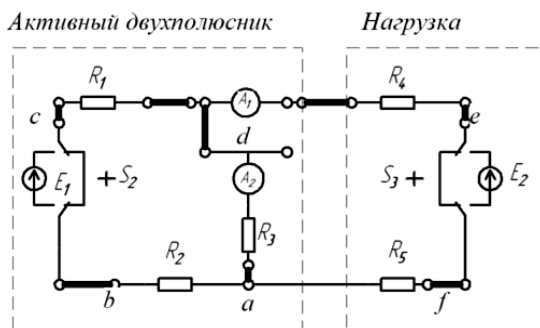 Активный двухполюсник Нагрузка
R1 A1 R4
c d e
E1 + S2 A2 S3 + E2
R3
R2 R5
b a f